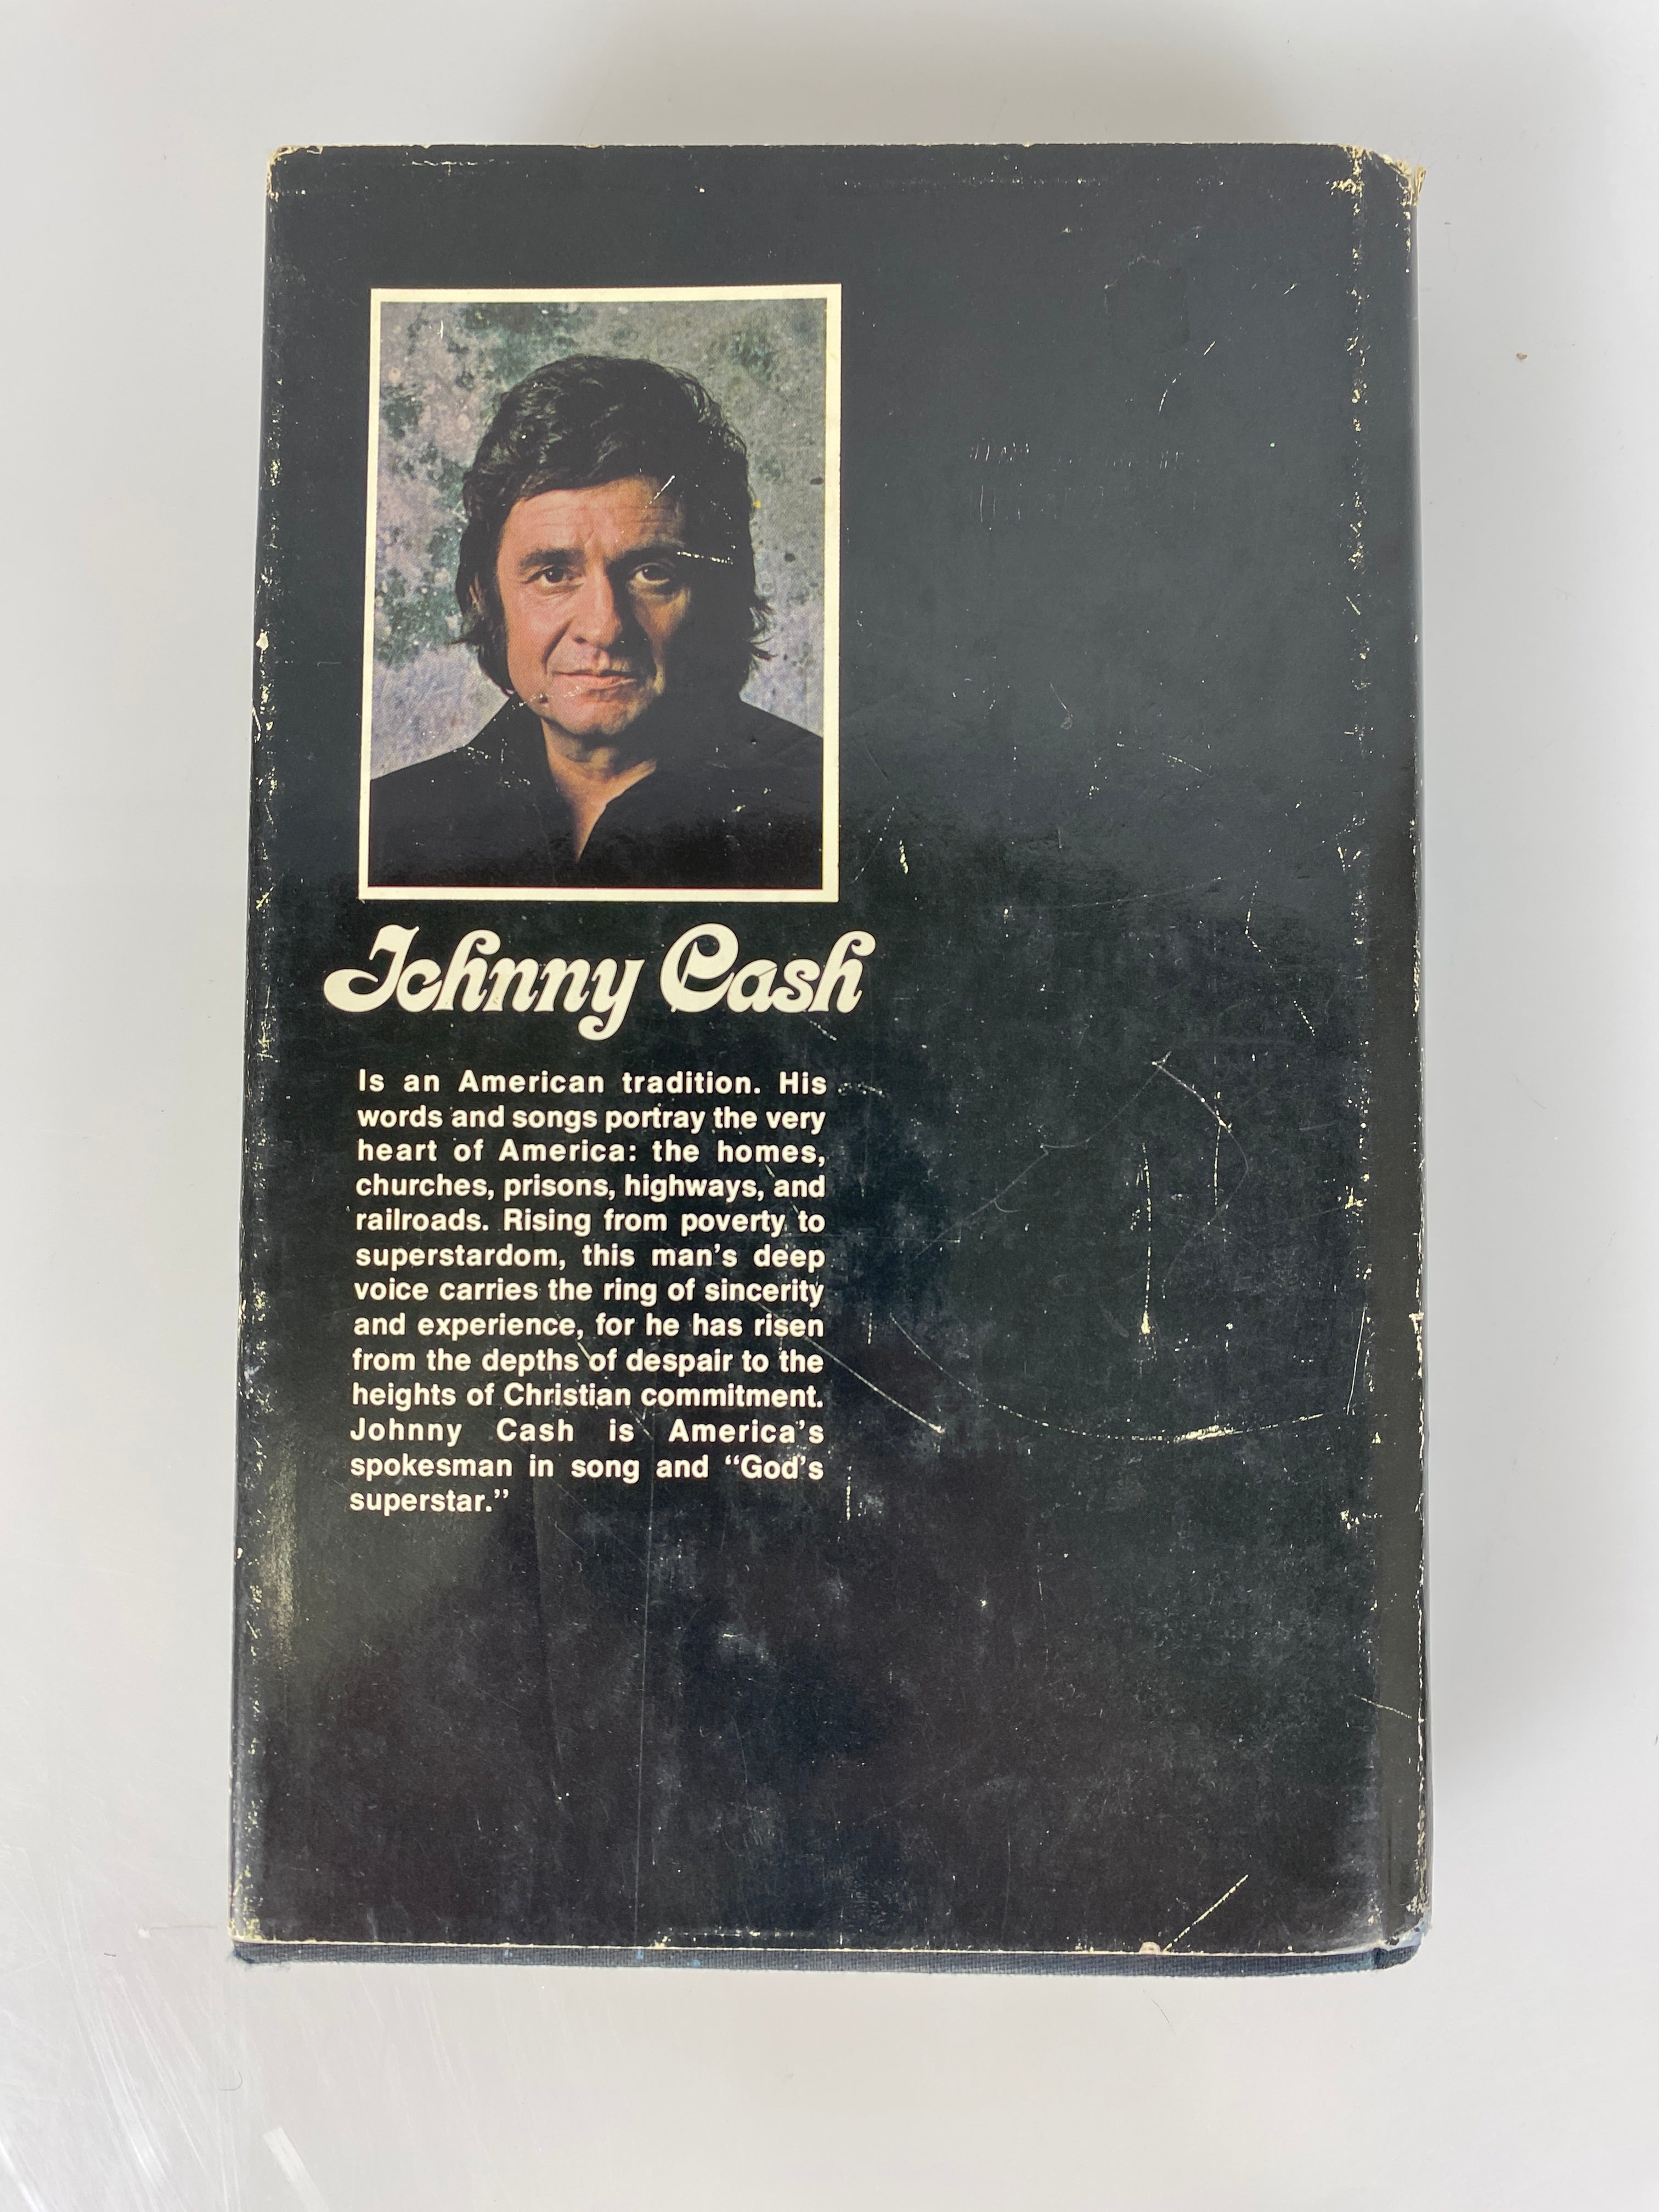 Johnny Cash
Is an American tradition. His
words and songs portray the very
heart of America: the homes,
churches, prisons, highways, and
railroads. Rising from poverty to
superstardom, this man's deep
voice carries the ring of sincerity
and experience, for he has risen
from the depths of despair to the
heights of Christian commitment.
Johnny Cash is America's
spokesman in song and “God's
superstar.”